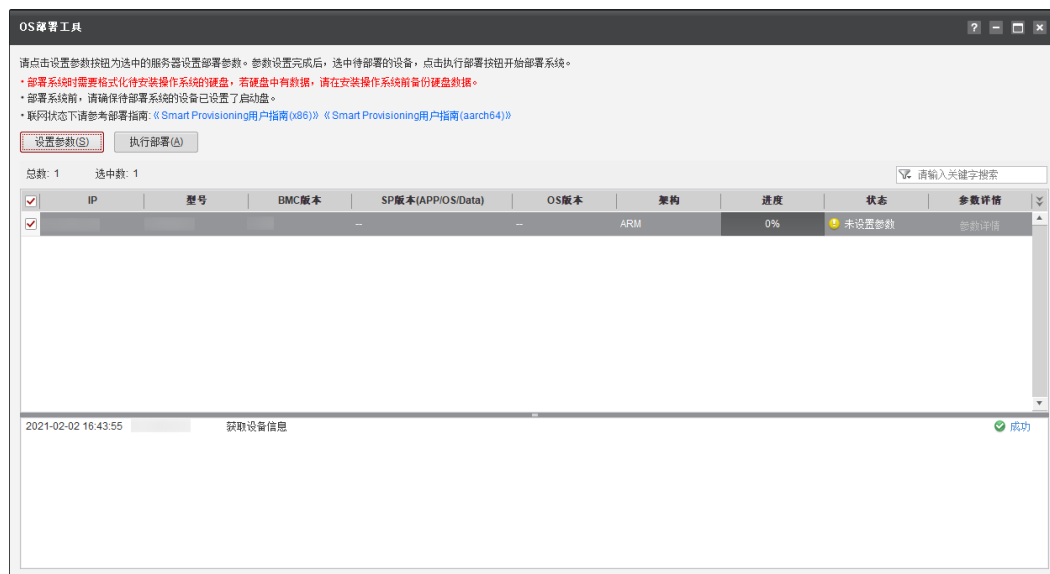 OS部署工具
请点击设置参数按钮为选中的服务器设置部署参数。参数设置完成后，选中待部署的设备，点击执行部署按钮开始部署系统。
• 部署系统时需要格式化待安装操作系统的硬盘，若硬盘中有数据，请在安装操作系统前备份硬盘数据。
• 部署系统前，请确保待部署系统的设备已设置了启动盘。
• 联网状态下请参考部署指南:《Smart Provisioning用户指南(x86)》《Smart Provisioning用户指南(aarch64)》
设置参数(S) 执行部署(A)
总数: 1 选中数: 1 请输入关键字搜索
IP 型号 BMC版本 SP版本(APP/OS/Data) OS版本 架构 进度 状态 参数详情
-- -- ARM 0% 未设置参数 参数详情
2021-02-02 16:43:55 获取设备信息 成功